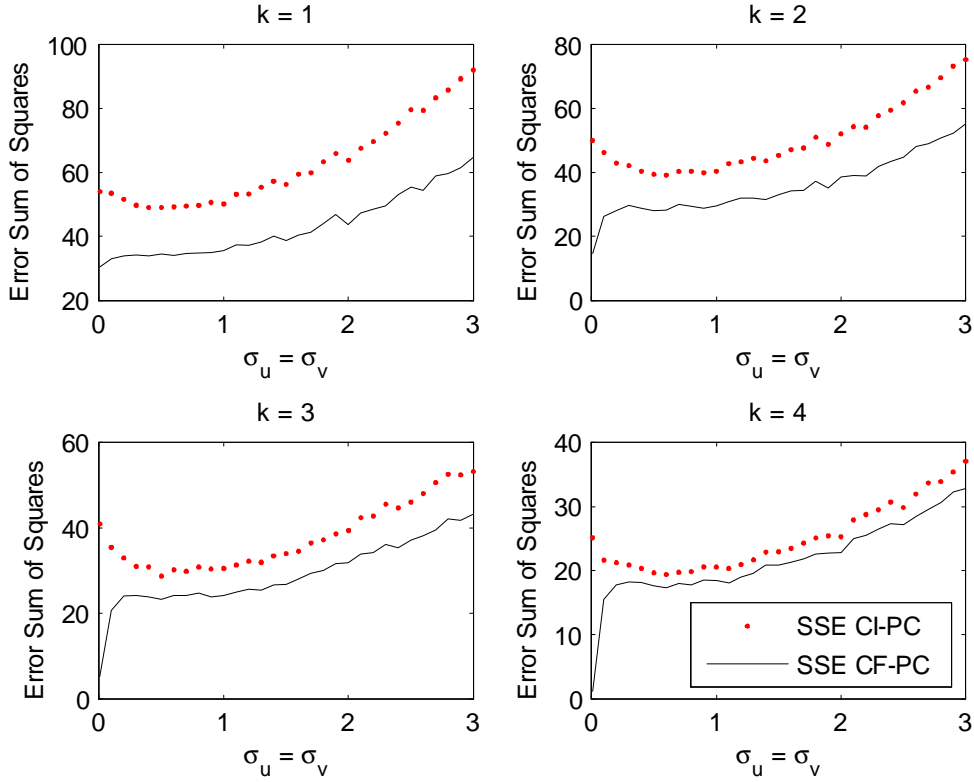 k = 1
100
80
60
40
20
Error Sum of Squares
0 1 2 3
σu = σv
k = 2
80
60
40
20
0
Error Sum of Squares
0 1 2 3
σu = σv
k = 3
60
40
20
0
Error Sum of Squares
0 1 2 3
σu = σv
k = 4
40
30
20
10
0
Error Sum of Squares
SSE CI-PC
SSE CF-PC
0 1 2 3
σu = σv